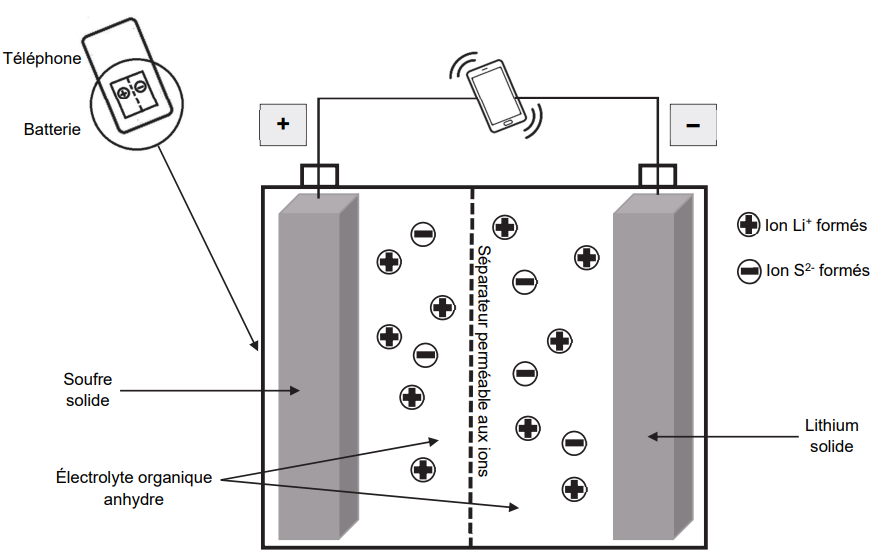 Téléphone
Batterie
+
−
Séparateur perméable aux ions
Ion Li⁺ formés
Ion S²⁻ formés
Soufre
solide
Lithium
solide
Électrolyte organique
anhydre